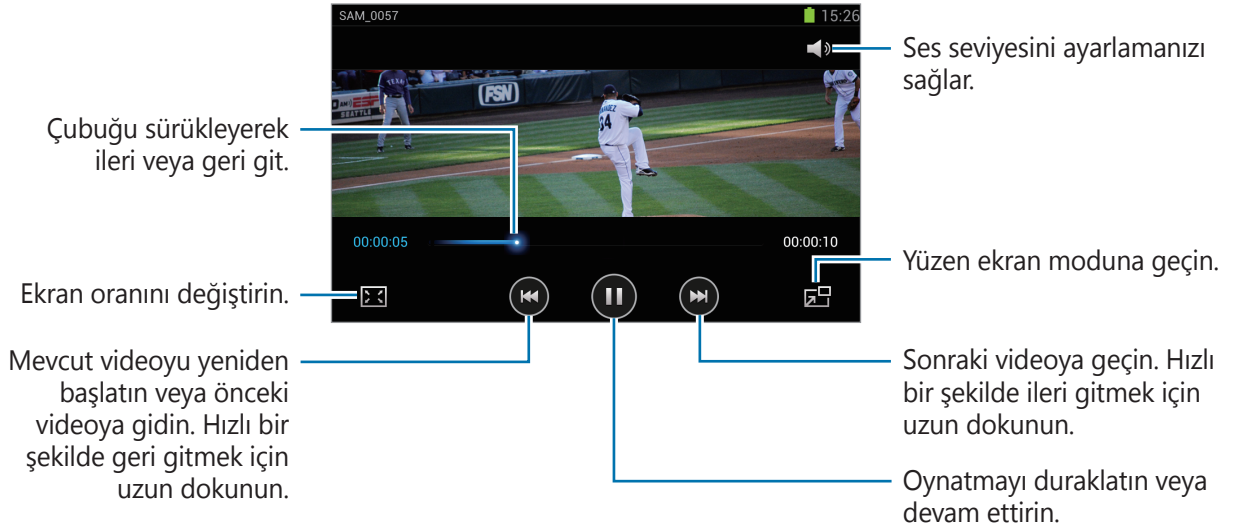 SAM_0057
15:26
Ses seviyesini ayarlamanızı
sağlar.
TEXAS
FSN
SEATTLE
34
Çubuğu sürükleyerek
ileri veya geri git.
00:00:05
00:00:10
Yüzen ekran moduna geçin.
Ekran oranını değiştirin.
Mevcut videoyu yeniden
başlatın veya önceki
videoya gidin. Hızlı bir
şekilde geri gitmek için
uzun dokunun.
Sonraki videoya geçin. Hızlı
bir şekilde ileri gitmek için
uzun dokunun.
Oynatmayı duraklatın veya
devam ettirin.